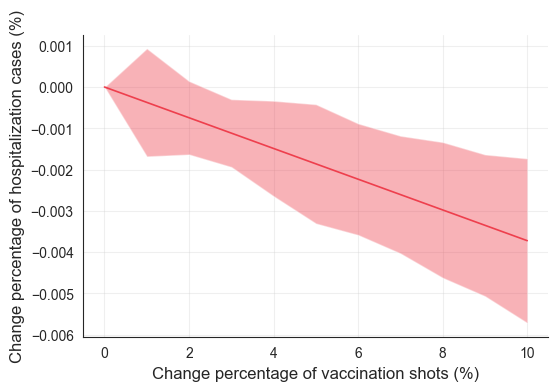 Change percentage of hospitalization cases (%)
0.001
0.000
−0.001
−0.002
−0.003
−0.004
−0.005
−0.006
0 2 4 6 8 10
Change percentage of vaccination shots (%)